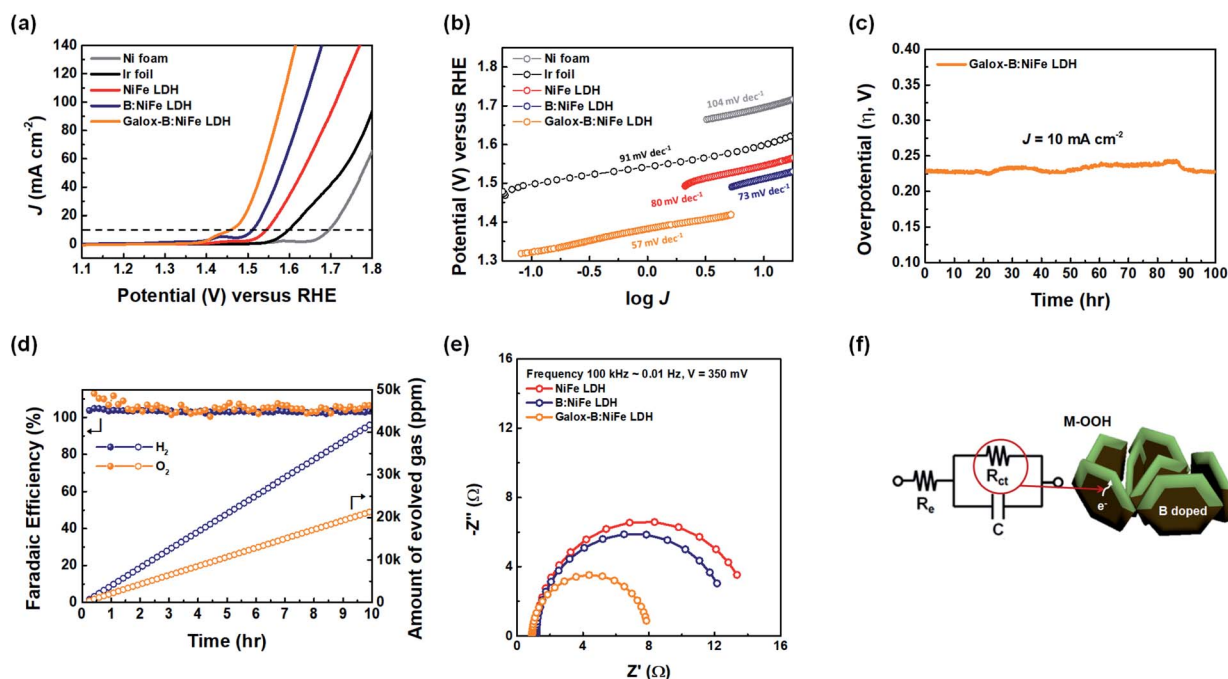 (a)
140
120
100
80
60
40
20
0
J (mA cm⁻²)
Ni foam
Ir foil
NiFe LDH
B:NiFe LDH
Galox-B:NiFe LDH
1.1 1.2 1.3 1.4 1.5 1.6 1.7 1.8
Potential (V) versus RHE
(b)
1.8
1.7
1.6
1.5
1.4
1.3
Potential (V) versus RHE
Ni foam
Ir foil
NiFe LDH
B:NiFe LDH
Galox-B:NiFe LDH
104 mV dec⁻¹
91 mV dec⁻¹
80 mV dec⁻¹
73 mV dec⁻¹
57 mV dec⁻¹
-1.0 -0.5 0.0 0.5 1.0
log J
(c)
0.40
0.35
0.30
0.25
0.20
0.15
0.10
Overpotential (η, V)
Galox-B:NiFe LDH
J = 10 mA cm⁻²
0 10 20 30 40 50 60 70 80 90 100
Time (hr)
(d)
100
80
60
40
20
0
Faradaic Efficiency (%)
H₂
O₂
50k
40k
30k
20k
10k
0
Amount of evolved gas (ppm)
0 1 2 3 4 5 6 7 8 9 10
Time (hr)
(e)
16
12
8
4
0
-Z" (Ω)
Frequency 100 kHz ~ 0.01 Hz, V = 350 mV
NiFe LDH
B:NiFe LDH
Galox-B:NiFe LDH
0 4 8 12 16
Z' (Ω)
(f)
M-OOH
Rct
Re
C
e-
B doped